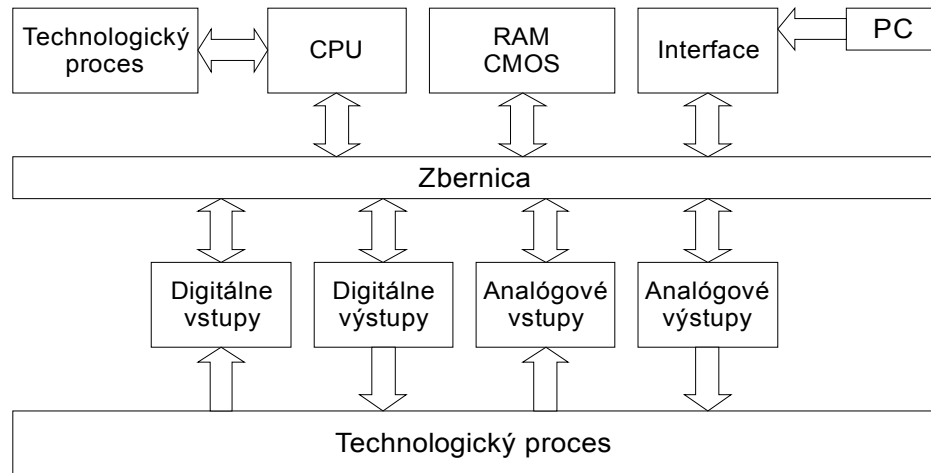 Technologický
proces
CPU
RAM
CMOS
Interface
PC
Zbernica
Digitálne
vstupy
Digitálne
výstupy
Analógové
vstupy
Analógové
výstupy
Technologický proces